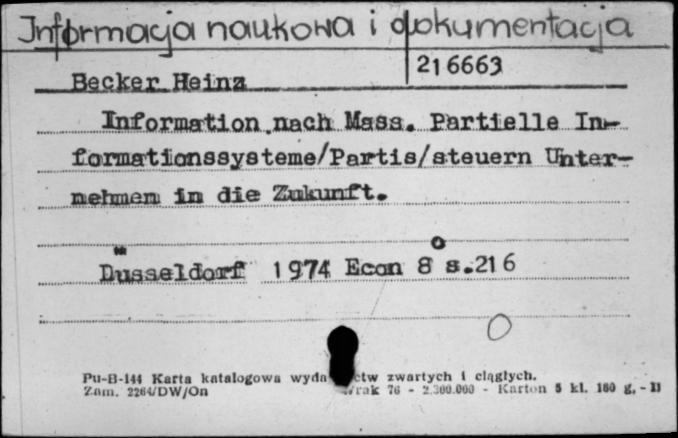 Informacja naukowa i dokumentacja
216663
Becker Heinz
Information nach Mass. Partielle In-
formationssysteme/Partis/steuern Unter-
nehmen in die Zukunft.
Düsseldorf 1974 Econ 8° s.216
Pu-B-144 Karta katalogowa wyda ctw zwartych i ciągłych.
Zam. 2264/DW/On rak 76 - 2.300.000 - Karton 5 kl. 160 g. - 11